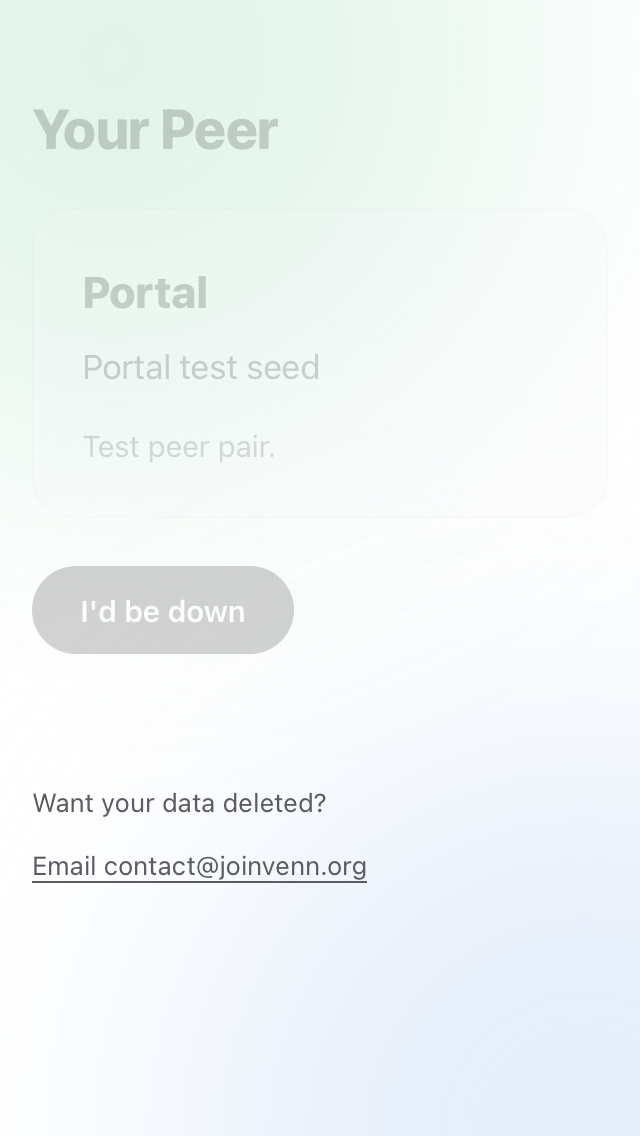 Your Peer
Portal
Portal test seed
Test peer pair.
I'd be down
Want your data deleted?
Email contact@joinvenn.org